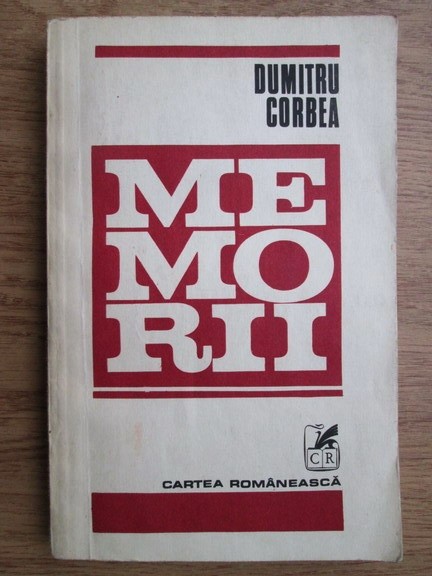 DUMITRU
CORBEA
ME
MO
RII
CR
CARTEA ROMÂNEASCĂ